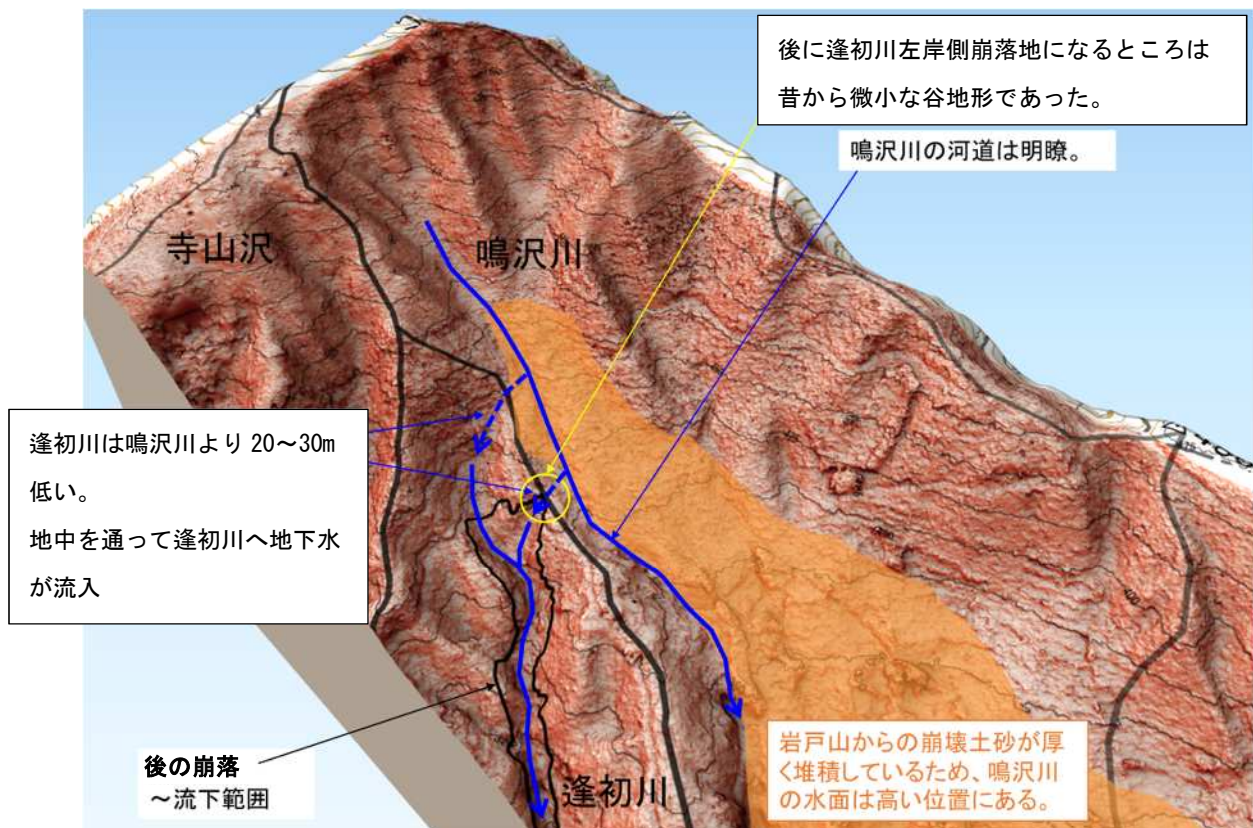 後に逢初川左岸側崩落地になるところは
昔から微小な谷地形であった。
鳴沢川の河道は明瞭。
寺山沢
鳴沢川
逢初川は鳴沢川より 20～30m
低い。
地中を通って逢初川へ地下水
が流入
後の崩落
～流下範囲
逢初川
岩戸山からの崩壊土砂が厚
く堆積しているため、鳴沢川
の水面は高い位置にある。